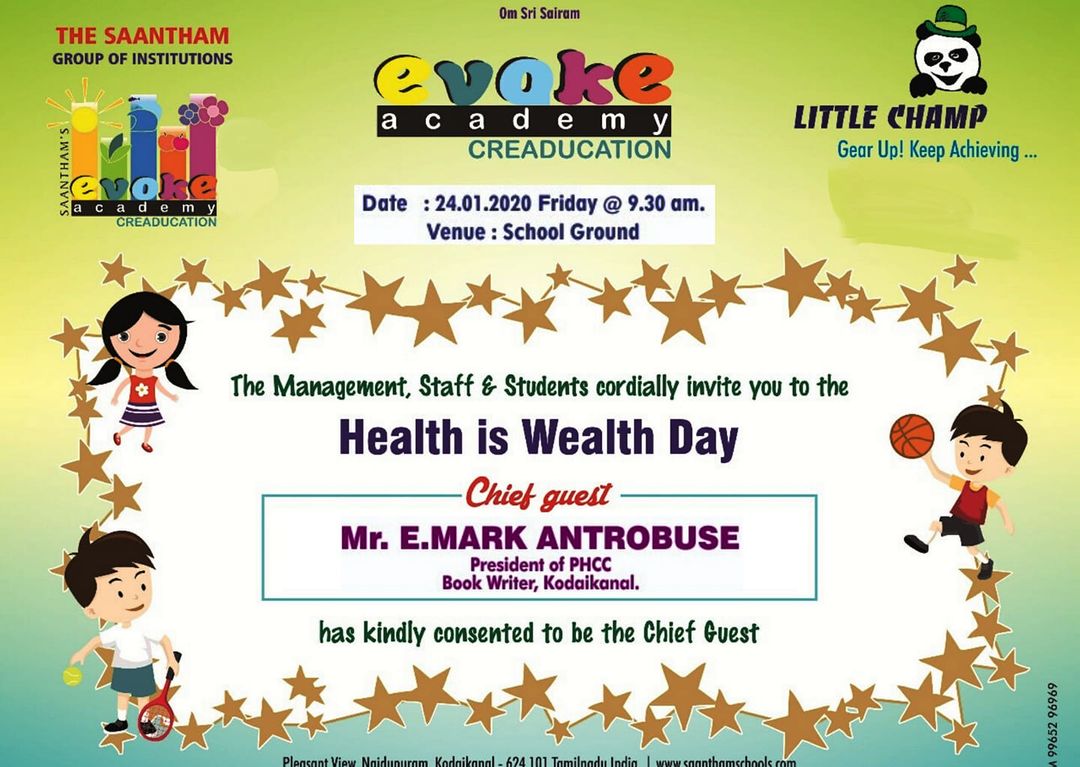 Om Sri Sairam
THE SAANTHAM
GROUP OF INSTITUTIONS
SAANTHAM'S
evoke
academy
CREADUCATION
evoke
academy
CREADUCATION
LITTLE CHAMP
Gear Up! Keep Achieving ...
Date : 24.01.2020 Friday @ 9.30 am.
Venue : School Ground
The Management, Staff & Students cordially invite you to the
Health is Wealth Day
Chief guest
Mr. E.MARK ANTROBUSE
President of PHCC
Book Writer, Kodaikanal.
has kindly consented to be the Chief Guest
Pleasant View, Naidupuram, Kodaikanal - 624 101 Tamilnadu India. | www.saanthamschools.com
99652 96969